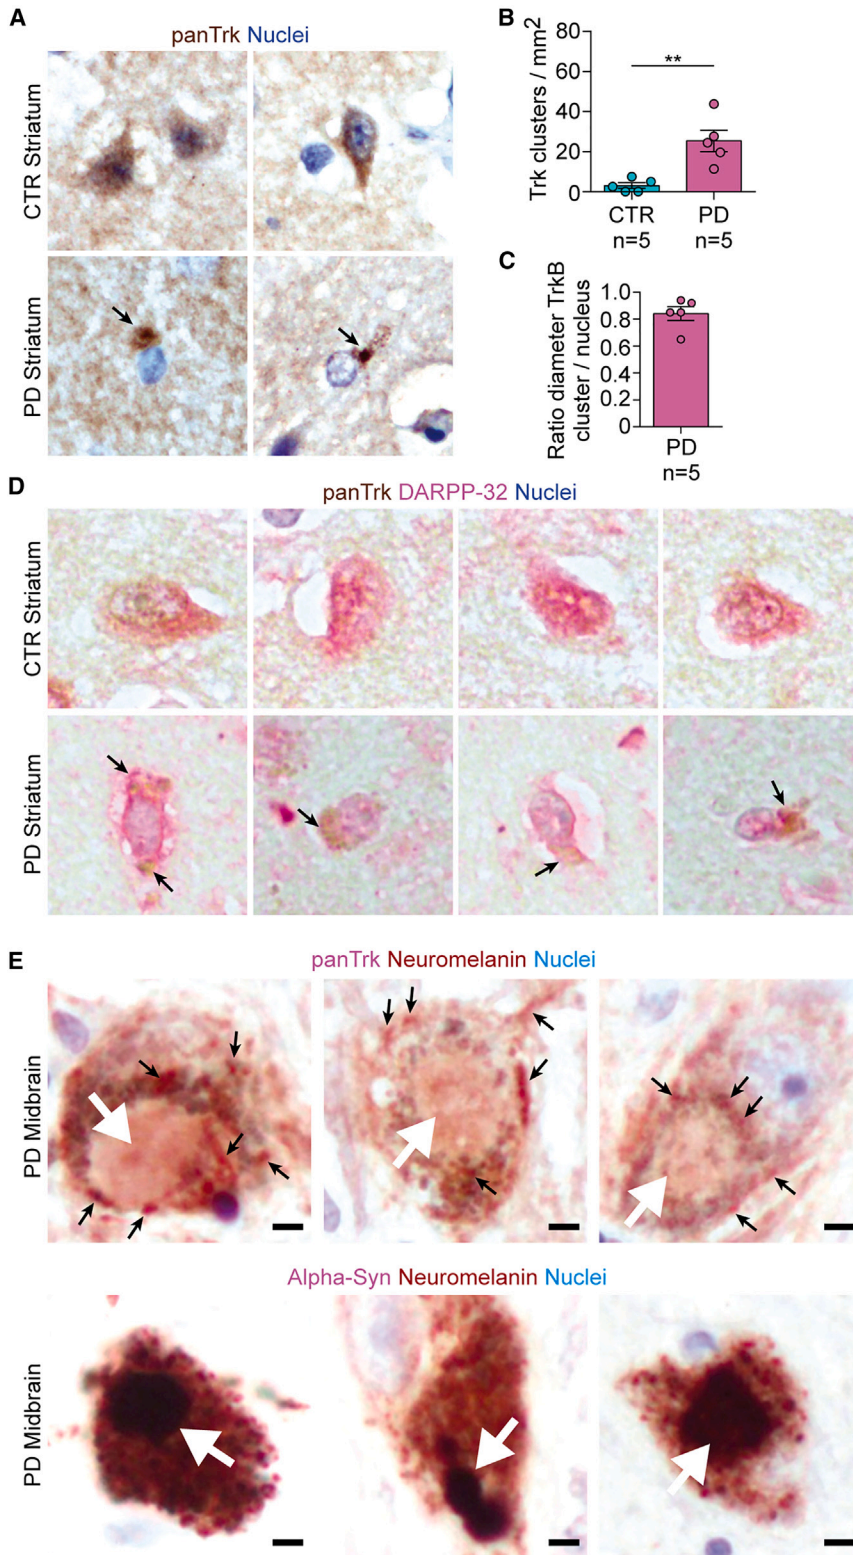 A
panTrk Nuclei
CTR Striatum
PD Striatum
B
Trk clusters / mm²
80
60
40
20
0
**
CTR
n=5
PD
n=5
C
Ratio diameter TrkB
cluster / nucleus
1.0
0.8
0.6
0.4
0.2
0
PD
n=5
D
panTrk DARPP-32 Nuclei
CTR Striatum
PD Striatum
E
panTrk Neuromelanin Nuclei
PD Midbrain
Alpha-Syn Neuromelanin Nuclei
PD Midbrain